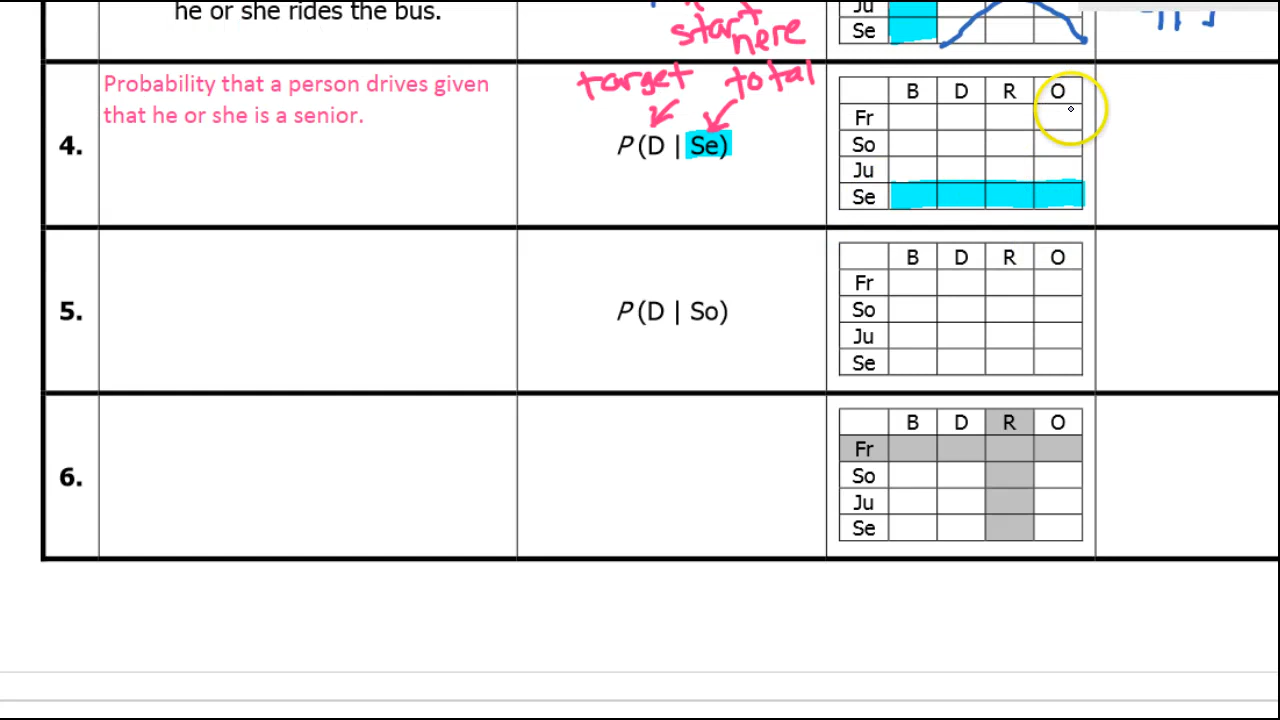 he or she rides the bus.
start here
Ju
Se
4.
Probability that a person drives given
that he or she is a senior.
target total
P(D | Se)
B D R O
Fr
So
Ju
Se
5.
P(D | So)
B D R O
Fr
So
Ju
Se
6.
B D R O
Fr
So
Ju
Se